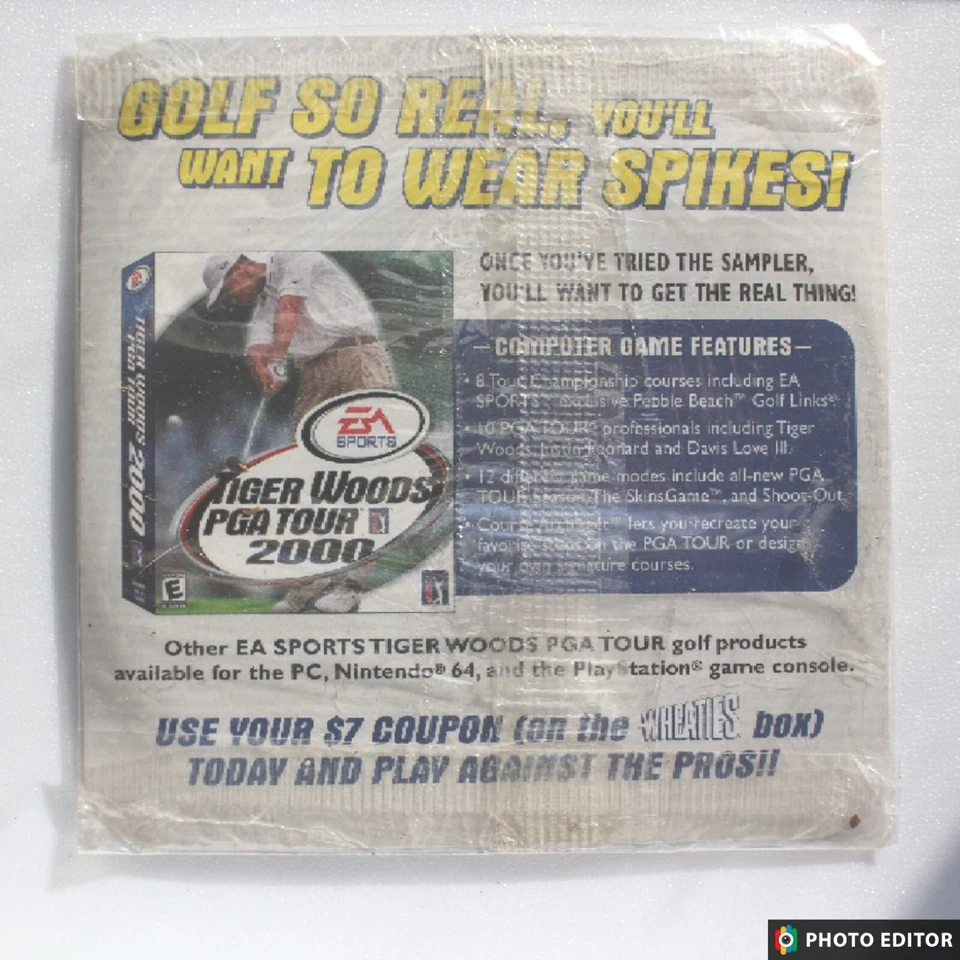 GOLF SO REAL, YOU'LL
WANT TO WEAR SPIKES!
ONCE YOU'VE TRIED THE SAMPLER,
YOU'LL WANT TO GET THE REAL THING!
EA
SPORTS
TIGER WOODS
PGA TOUR
2000
TIGER WOODS
PGA TOUR 2000
E
—COMPUTER GAME FEATURES—
• 8 Tour Championship courses including EA
SPORTS™ exclusive Pebble Beach™ Golf Links®.
• 10 PGA TOUR® professionals including Tiger
Woods, Justin Leonard and Davis Love III.
• 12 different game modes include all-new PGA
TOUR Season, The SkinsGame™, and Shoot-Out.
• Course Architect™ lets you recreate your
favorite on the PGA TOUR or design
your own signature courses.
Other EA SPORTS TIGER WOODS PGA TOUR golf products
available for the PC, Nintendo® 64, and the PlayStation® game console.
USE YOUR $7 COUPON (on the WHEATIES box)
TODAY AND PLAY AGAINST THE PROS!!
PHOTO EDITOR